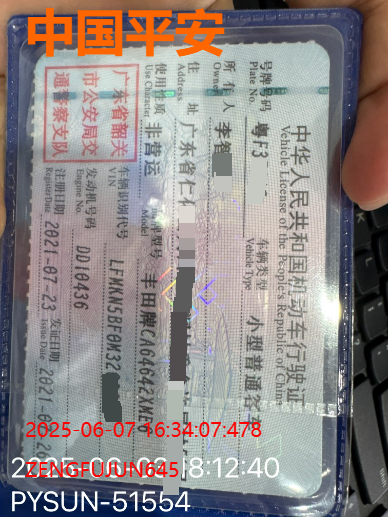 中国平安
中华人民共和国机动车行驶证
Vehicle License of the People's Republic of China
号牌号码 粤F3 车辆类型 小型普通客
Plate No. Vehicle Type
所有人 李
Owner
住址 广东省仁化
Address
使用性质 非营运 品牌型号 丰田牌CA6464
Use Character Model
广东省韶关
市公安局交
通警察支队
车辆识别代号 LFMKN5BF0M32
VIN
发动机号码 DD10436
Engine No.
注册日期 2021-07-23 发证日期 2021
Register Date Issue Date
2025-06-07 16:34:07:478
ZENGFUJUN645
18:12:40
PYSUN-51554